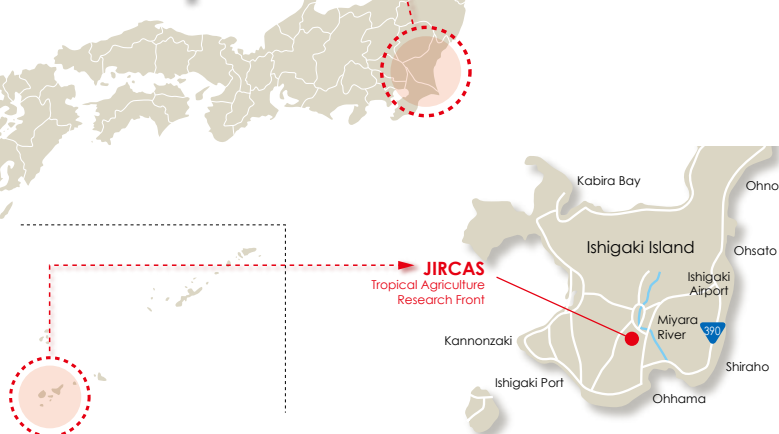 Kabira Bay
Ohno
Ishigaki Island
Ohsato
JIRCAS
Tropical Agriculture
Research Front
Ishigaki
Airport
Miyara
River
390
Kannonzaki
Shiraho
Ishigaki Port
Ohhama